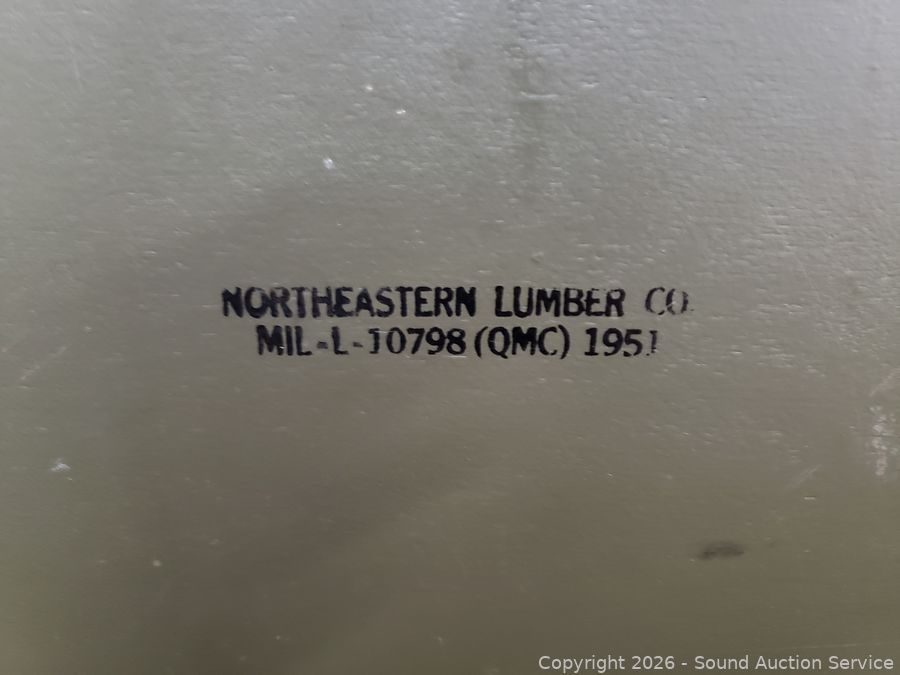 NORTHEASTERN LUMBER CO.
MIL-L-10798 (QMC) 1951
Copyright 2026 - Sound Auction Service